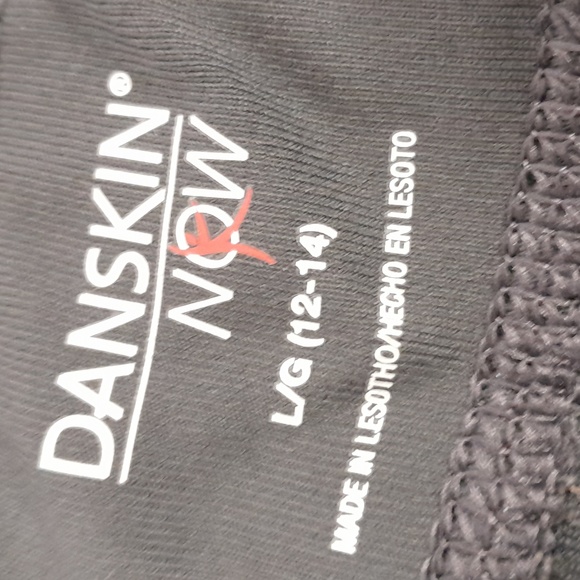 DANSKIN®
NOW
L/G (12-14)
MADE IN LESOTHO/HECHO EN LESOTO